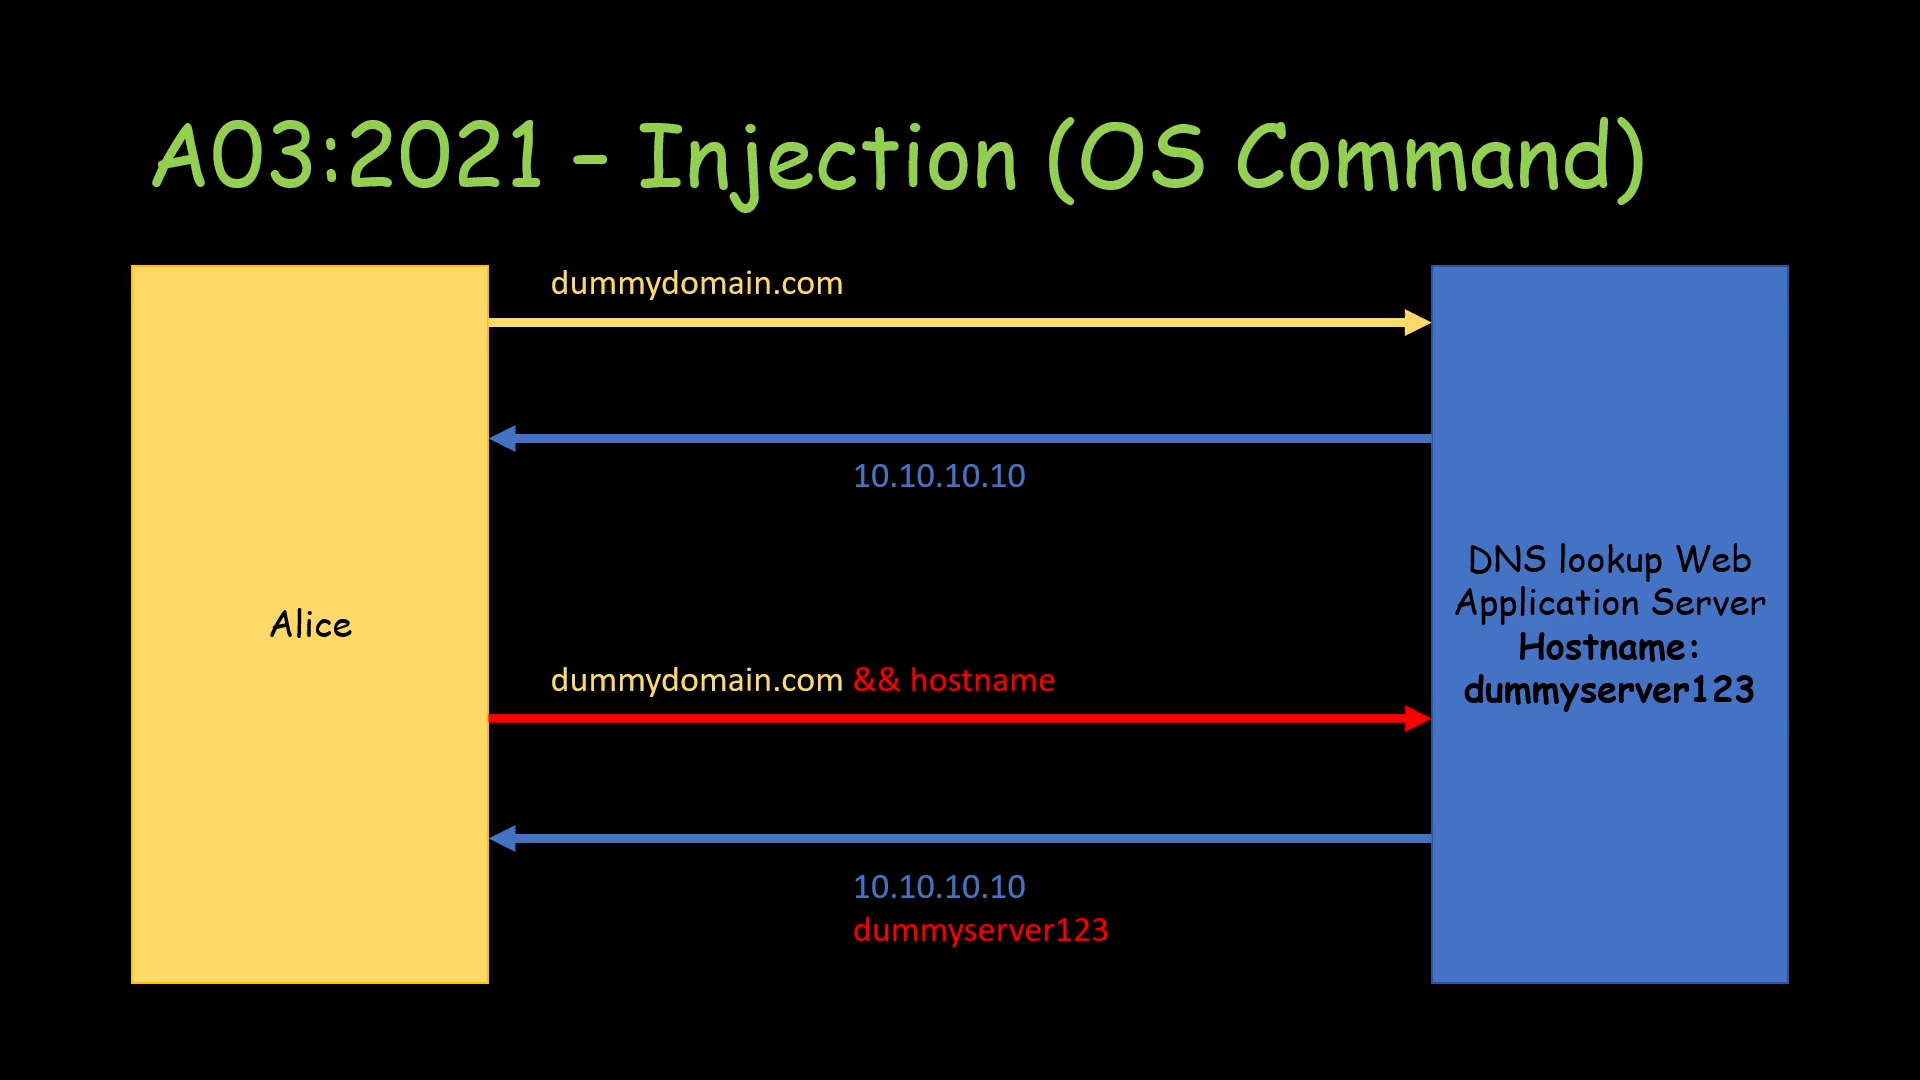 A03:2021 – Injection (OS Command)
dummydomain.com
10.10.10.10
Alice
dummydomain.com && hostname
10.10.10.10
dummyserver123
DNS lookup Web
Application Server
Hostname:
dummyserver123